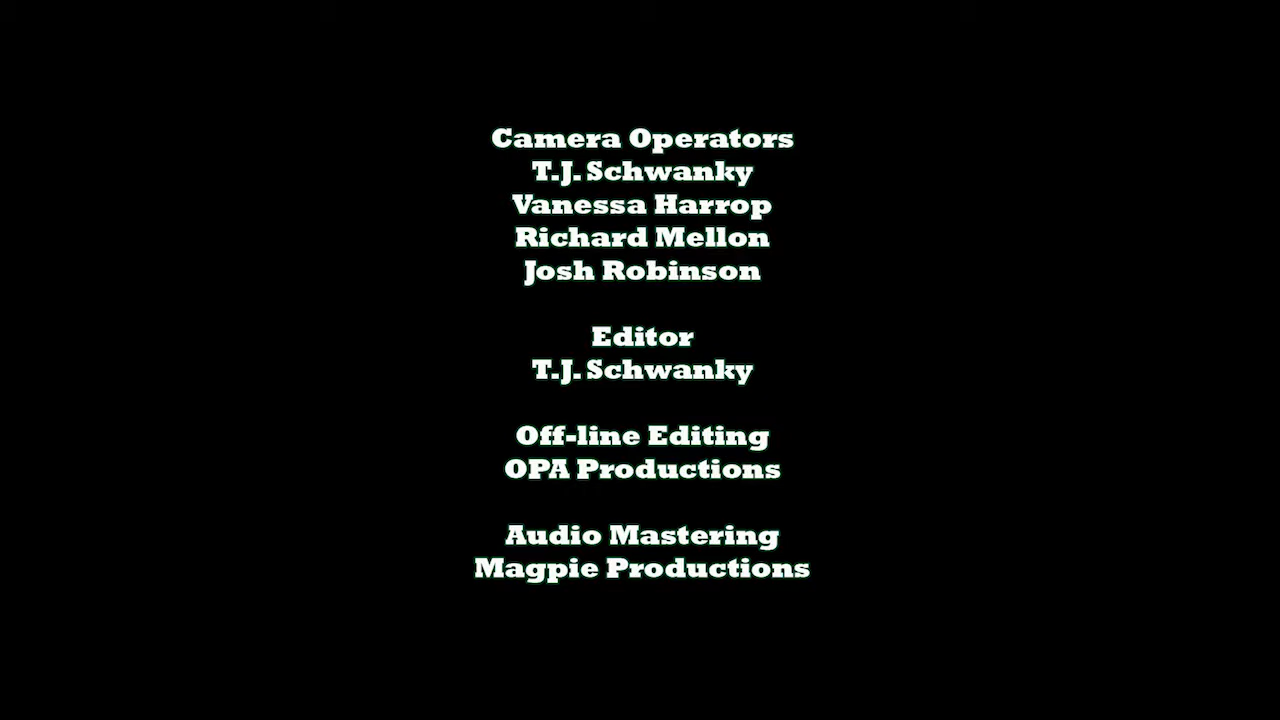 Camera Operators
T.J. Schwanky
Vanessa Harrop
Richard Mellon
Josh Robinson
Editor
T.J. Schwanky
Off-line Editing
OPA Productions
Audio Mastering
Magpie Productions